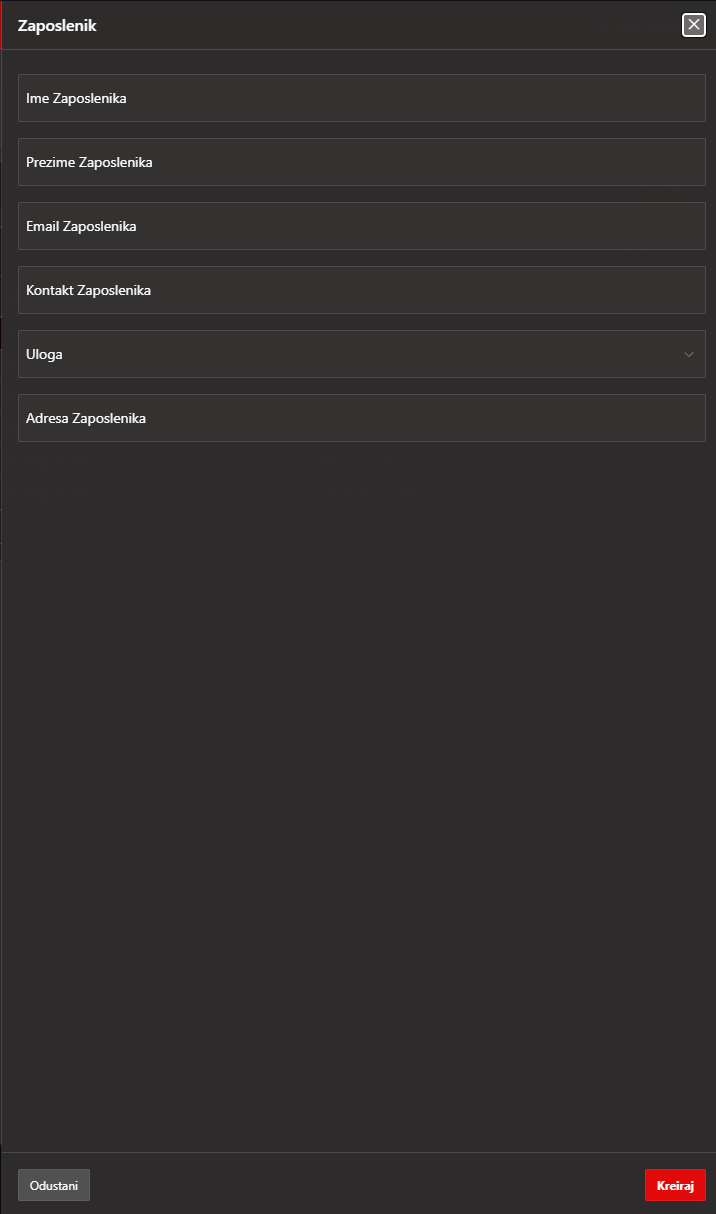 Zaposlenik
Ime Zaposlenika
Prezime Zaposlenika
Email Zaposlenika
Kontakt Zaposlenika
Uloga
Adresa Zaposlenika
Odustani
Kreiraj